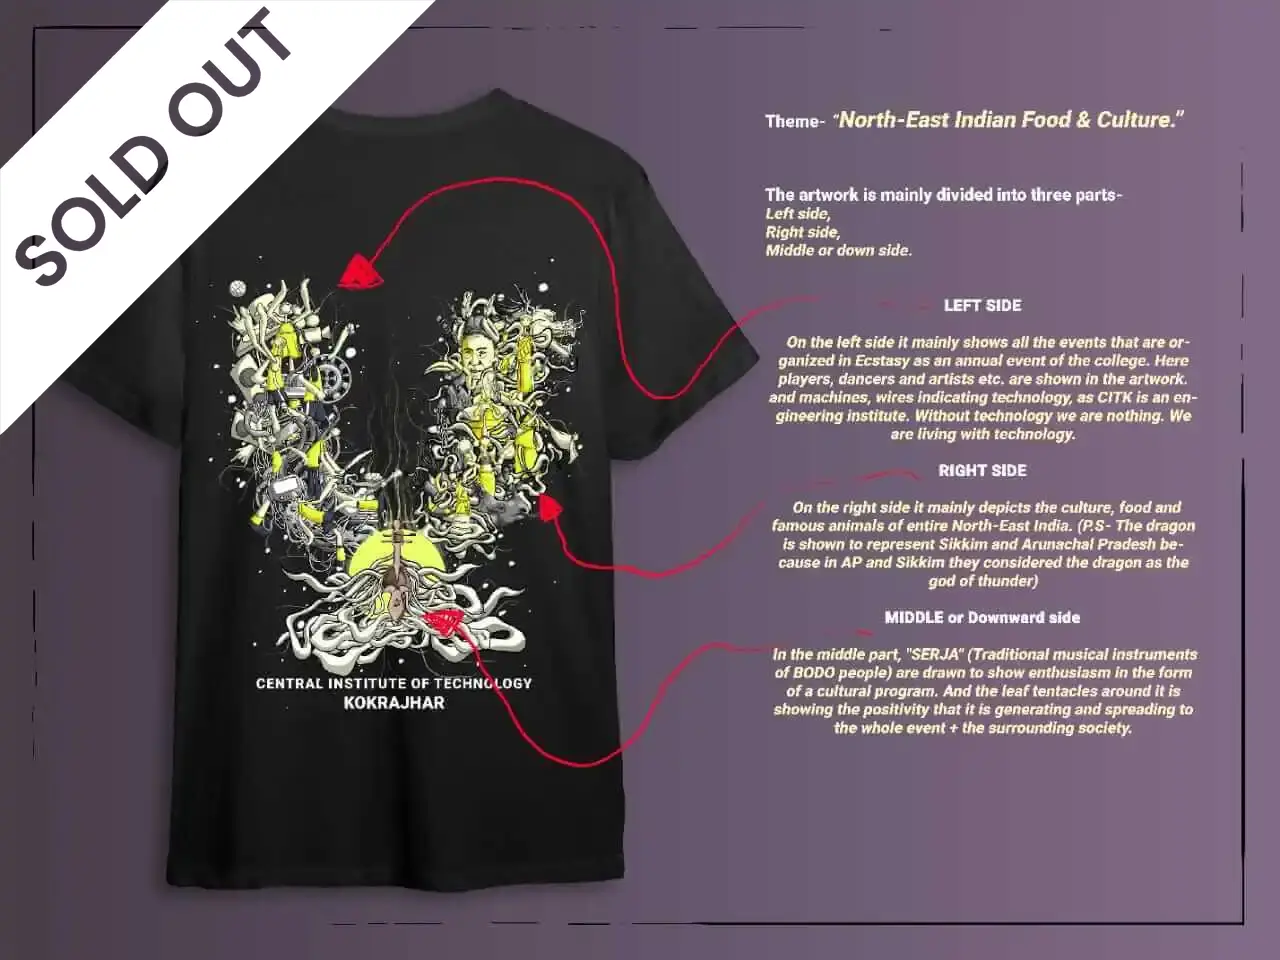 SOLD OUT
Theme- "North-East Indian Food & Culture."
The artwork is mainly divided into three parts-
Left side,
Right side,
Middle or down side.
LEFT SIDE
On the left side it mainly shows all the events that are or-
ganized in Ecstasy as an annual event of the college. Here
players, dancers and artists etc. are shown in the artwork.
and machines, wires indicating technology, as CITK is an en-
gineering institute. Without technology we are nothing. We
are living with technology.
RIGHT SIDE
On the right side it mainly depicts the culture, food and
famous animals of entire North-East India. (P.S- The dragon
is shown to represent Sikkim and Arunachal Pradesh be-
cause in AP and Sikkim they considered the dragon as the
god of thunder)
MIDDLE or Downward side
In the middle part, "SERJA" (Traditional musical instruments
of BODO people) are drawn to show enthusiasm in the form
of a cultural program. And the leaf tentacles around it is
showing the positivity that it is generating and spreading to
the whole event + the surrounding society.
CENTRAL INSTITUTE OF TECHNOLOGY
KOKRAJHAR